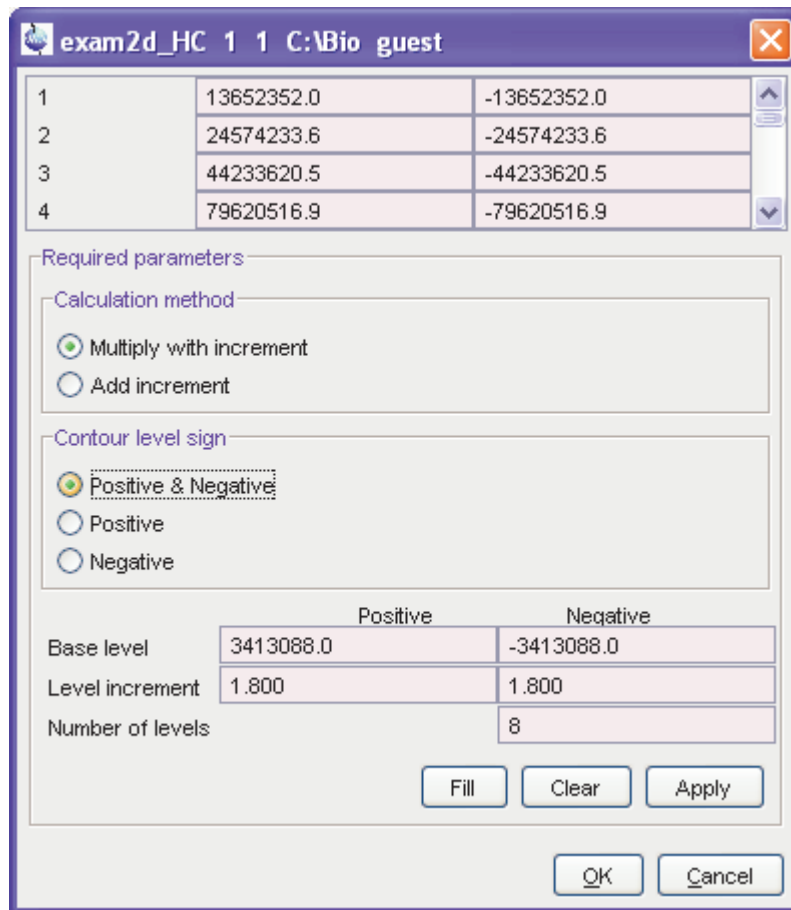 exam2d_HC 1 1 C:\Bio guest
1 13652352.0 -13652352.0
2 24574233.6 -24574233.6
3 44233620.5 -44233620.5
4 79620516.9 -79620516.9
Required parameters
Calculation method
Multiply with increment
Add increment
Contour level sign
Positive & Negative
Positive
Negative
Positive Negative
Base level 3413088.0 -3413088.0
Level increment 1.800 1.800
Number of levels 8
Fill Clear Apply
OK Cancel